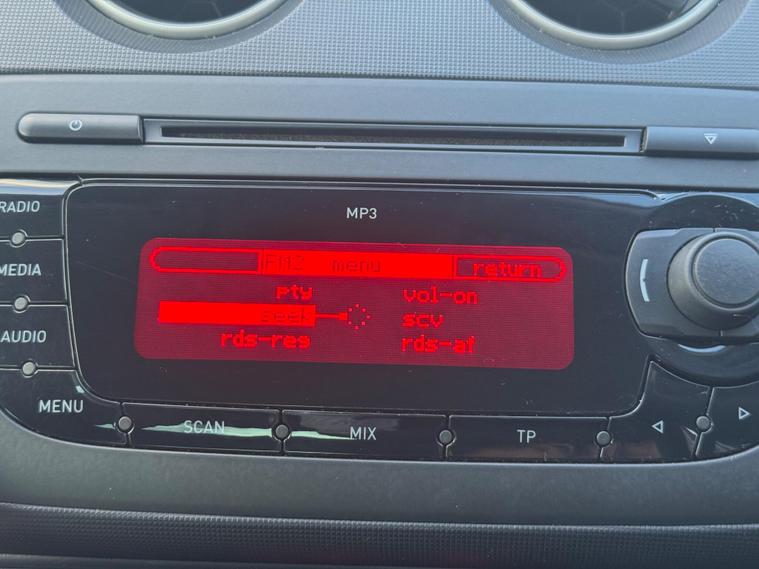 MP3
RADIO
MEDIA
AUDIO
MENU
FM2 menu return
pty vol-on
seek scv
rds-reg rds-af
SCAN MIX TP